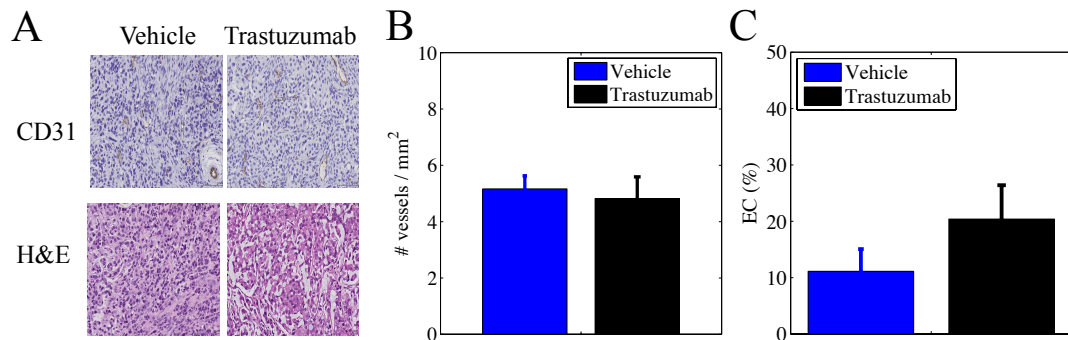 A
Vehicle Trastuzumab
CD31
H&E
B
10
8
6
4
2
0
# vessels / mm²
Vehicle
Trastuzumab
C
50
40
30
20
10
0
EC (%)
Vehicle
Trastuzumab